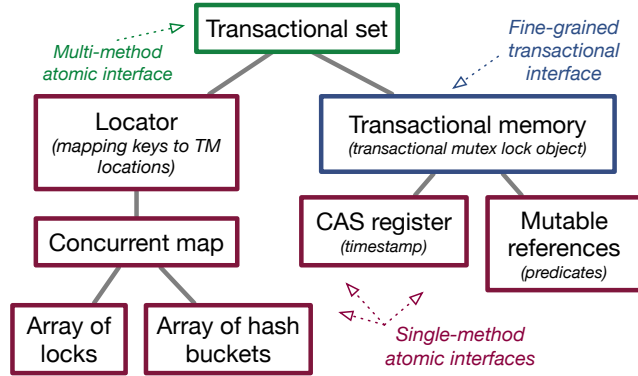 Transactional set
Multi-method
atomic interface
Fine-grained
transactional
interface
Locator
(mapping keys to TM
locations)
Transactional memory
(transactional mutex lock object)
Concurrent map
CAS register
(timestamp)
Mutable
references
(predicates)
Array of
locks
Array of hash
buckets
Single-method
atomic interfaces